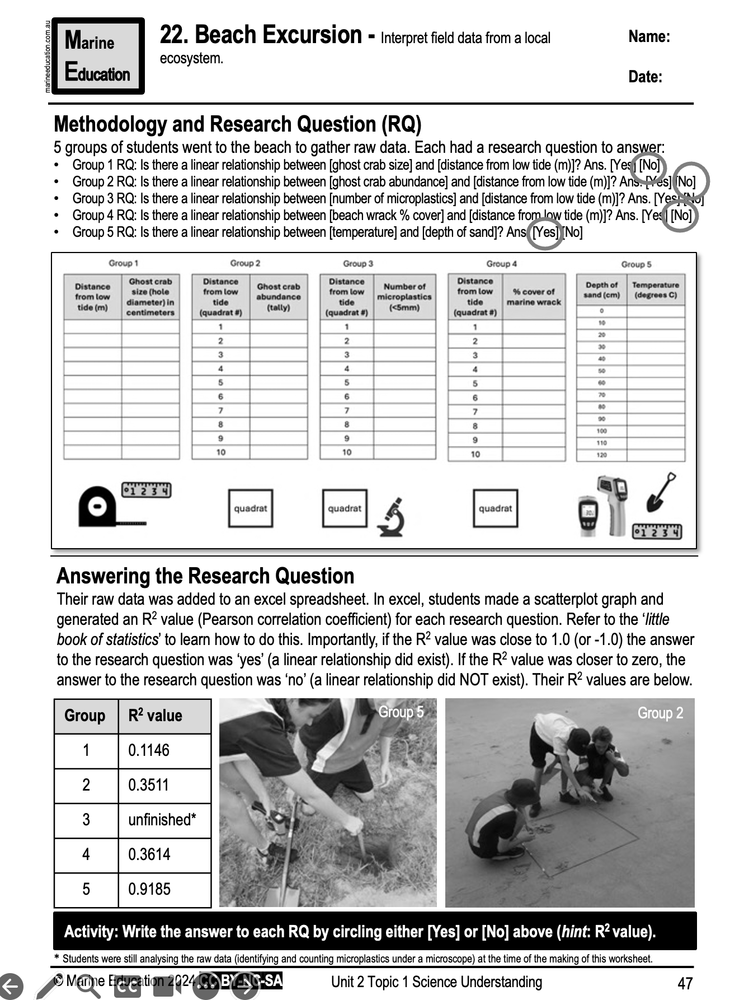 marineeducation.com.au
Marine
Education
22. Beach Excursion - Interpret field data from a local
ecosystem.
Name:
Date:
Methodology and Research Question (RQ)
5 groups of students went to the beach to gather raw data. Each had a research question to answer:
• Group 1 RQ: Is there a linear relationship between [ghost crab size] and [distance from low tide (m)]? Ans. [Yes] [No]
• Group 2 RQ: Is there a linear relationship between [ghost crab abundance] and [distance from low tide (m)]? Ans. [Yes] [No]
• Group 3 RQ: Is there a linear relationship between [number of microplastics] and [distance from low tide (m)]? Ans. [Yes] [No]
• Group 4 RQ: Is there a linear relationship between [beach wrack % cover] and [distance from low tide (m)]? Ans. [Yes] [No]
• Group 5 RQ: Is there a linear relationship between [temperature] and [depth of sand]? Ans. [Yes] [No]
Group 1
Distance
from low
tide (m)
Ghost crab
size (hole
diameter) in
centimeters
Group 2
Distance
from low
tide
(quadrat #)
Ghost crab
abundance
(tally)
1
2
3
4
5
6
7
8
9
10
Group 3
Distance
from low
tide
(quadrat #)
Number of
microplastics
(<5mm)
1
2
3
4
5
6
7
8
9
10
Group 4
Distance
from low
tide
(quadrat #)
% cover of
marine wrack
1
2
3
4
5
6
7
8
9
10
Group 5
Depth of
sand (cm)
Temperature
(degrees C)
0
10
20
30
40
50
60
70
80
90
100
110
120
0 1 2 3 4
quadrat
quadrat
quadrat
0 1 2 3 4
Answering the Research Question
Their raw data was added to an excel spreadsheet. In excel, students made a scatterplot graph and
generated an R² value (Pearson correlation coefficient) for each research question. Refer to the ‘little
book of statistics’ to learn how to do this. Importantly, if the R² value was close to 1.0 (or -1.0) the answer
to the research question was ‘yes’ (a linear relationship did exist). If the R² value was closer to zero, the
answer to the research question was ‘no’ (a linear relationship did NOT exist). Their R² values are below.
Group R² value
1 0.1146
2 0.3511
3 unfinished*
4 0.3614
5 0.9185
Group 5
Group 2
Activity: Write the answer to each RQ by circling either [Yes] or [No] above (hint: R² value).
* Students were still analysing the raw data (identifying and counting microplastics under a microscope) at the time of the making of this worksheet.
© Marine Education 2024 CC BY-NC-SA
Unit 2 Topic 1 Science Understanding
47
CC